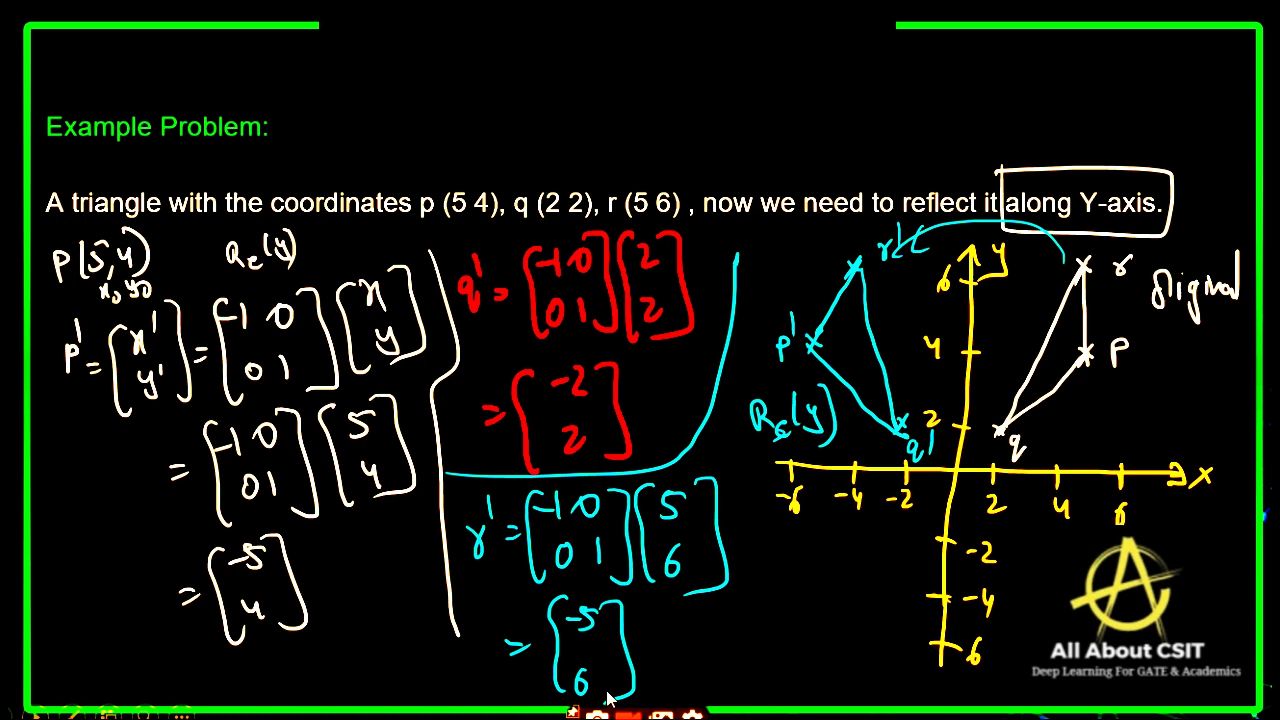 Example Problem:
A triangle with the coordinates p (5 4), q (2 2), r (5 6) , now we need to reflect it along Y-axis.
P(5,4)
x0 y0
Re(y)
p' = [x' y'] = [-1 0 0 1] [x y]
= [-1 0 0 1] [5 4]
= [-5 4]
q' = [-1 0 0 1] [2 2]
= [-2 2]
r' = [-1 0 0 1] [5 6]
= [-5 6]
y
r
original
p
q
p'
q'
Re(y)
6
4
2
-6 -4 -2 2 4 6 x
-2
-4
-6
All About CSIT
Deep Learning For GATE & Academics